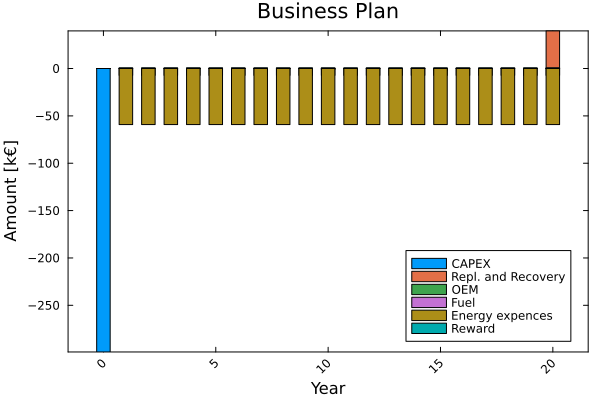 Business Plan
Amount [k€]
0
−50
−100
−150
−200
−250
0
5
10
15
20
Year
CAPEX
Repl. and Recovery
OEM
Fuel
Energy expences
Reward